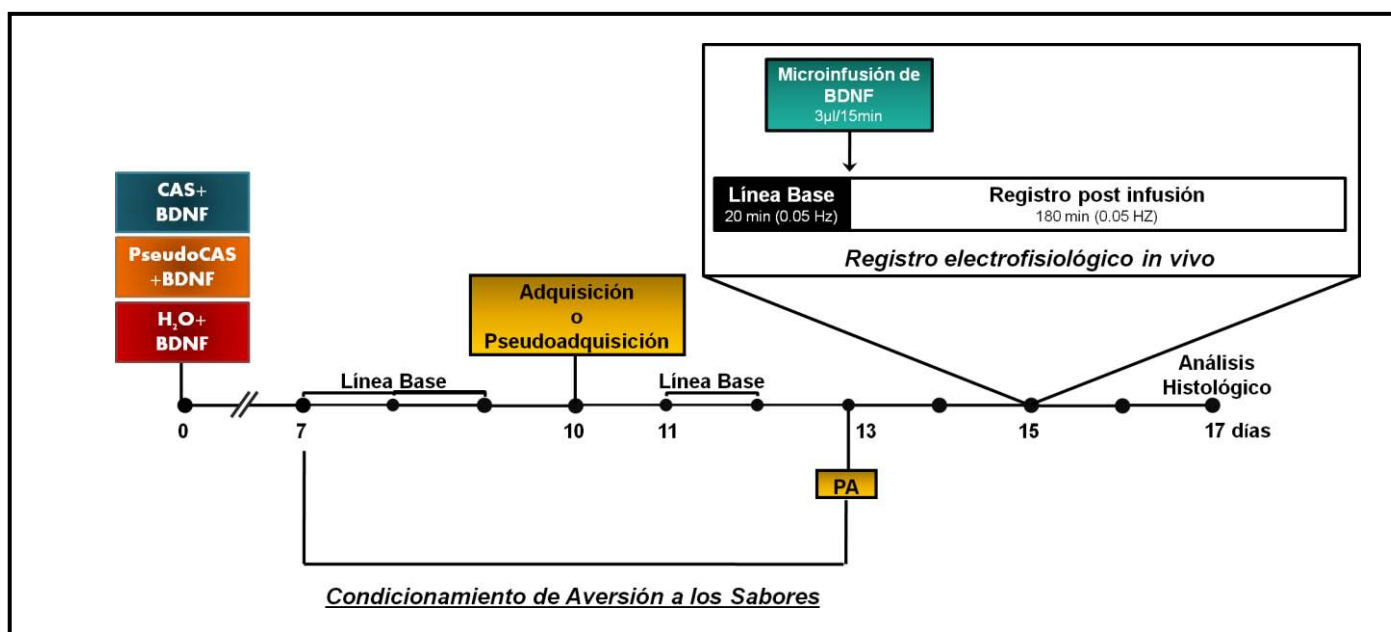 Microinfusión de
BDNF
3µl/15min
Línea Base
20 min (0.05 Hz)
Registro post infusión
180 min (0.05 HZ)
Registro electrofisiológico in vivo
CAS+
BDNF
PseudoCAS
+BDNF
H₂O+
BDNF
Adquisición
o
Pseudoadquisición
Línea Base
Línea Base
Análisis
Histológico
0 7 10 11 13 15 17 días
PA
Condicionamiento de Aversión a los Sabores